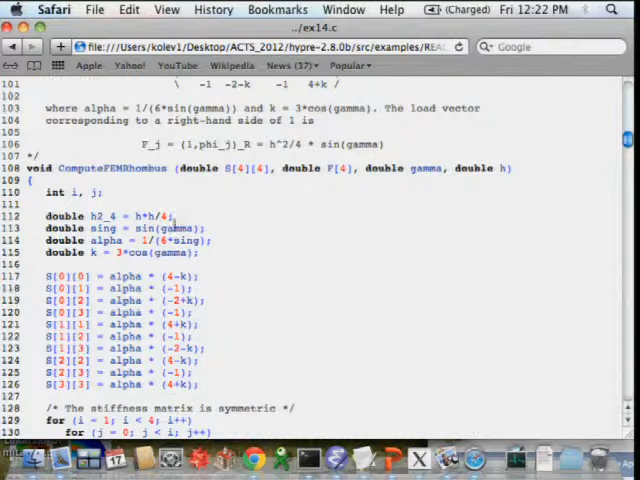 Safari File Edit View History Bookmarks Window Help (Charged) Fri 12:22 PM
../ex14.c
file:///Users/kolev1/Desktop/ACTS_2012/hypre-2.8.0b/src/examples/REA Google
Apple Yahoo! YouTube Wikipedia News (37) Popular
101 \ -1 -2-k -1 4+k /
102
103 where alpha = 1/(6*sin(gamma)) and k = 3*cos(gamma). The load vector
104 corresponding to a right-hand side of 1 is
105
106 F_j = (1,phi_j)_R = h^2/4 * sin(gamma)
107 */
108 void ComputeFEMRhombus (double S[4][4], double F[4], double gamma, double h)
109 {
110 int i, j;
111
112 double h2_4 = h*h/4;
113 double sing = sin(gamma);
114 double alpha = 1/(6*sing);
115 double k = 3*cos(gamma);
116
117 S[0][0] = alpha * (4-k);
118 S[0][1] = alpha * (-1);
119 S[0][2] = alpha * (-2+k);
120 S[0][3] = alpha * (-1);
121 S[1][1] = alpha * (4+k);
122 S[1][2] = alpha * (-1);
123 S[1][3] = alpha * (-2-k);
124 S[2][2] = alpha * (4-k);
125 S[2][3] = alpha * (-1);
126 S[3][3] = alpha * (4+k);
127
128 /* The stiffness matrix is symmetric */
129 for (i = 1; i < 4; i++)
130 for (j = 0; j < i; j++)
17